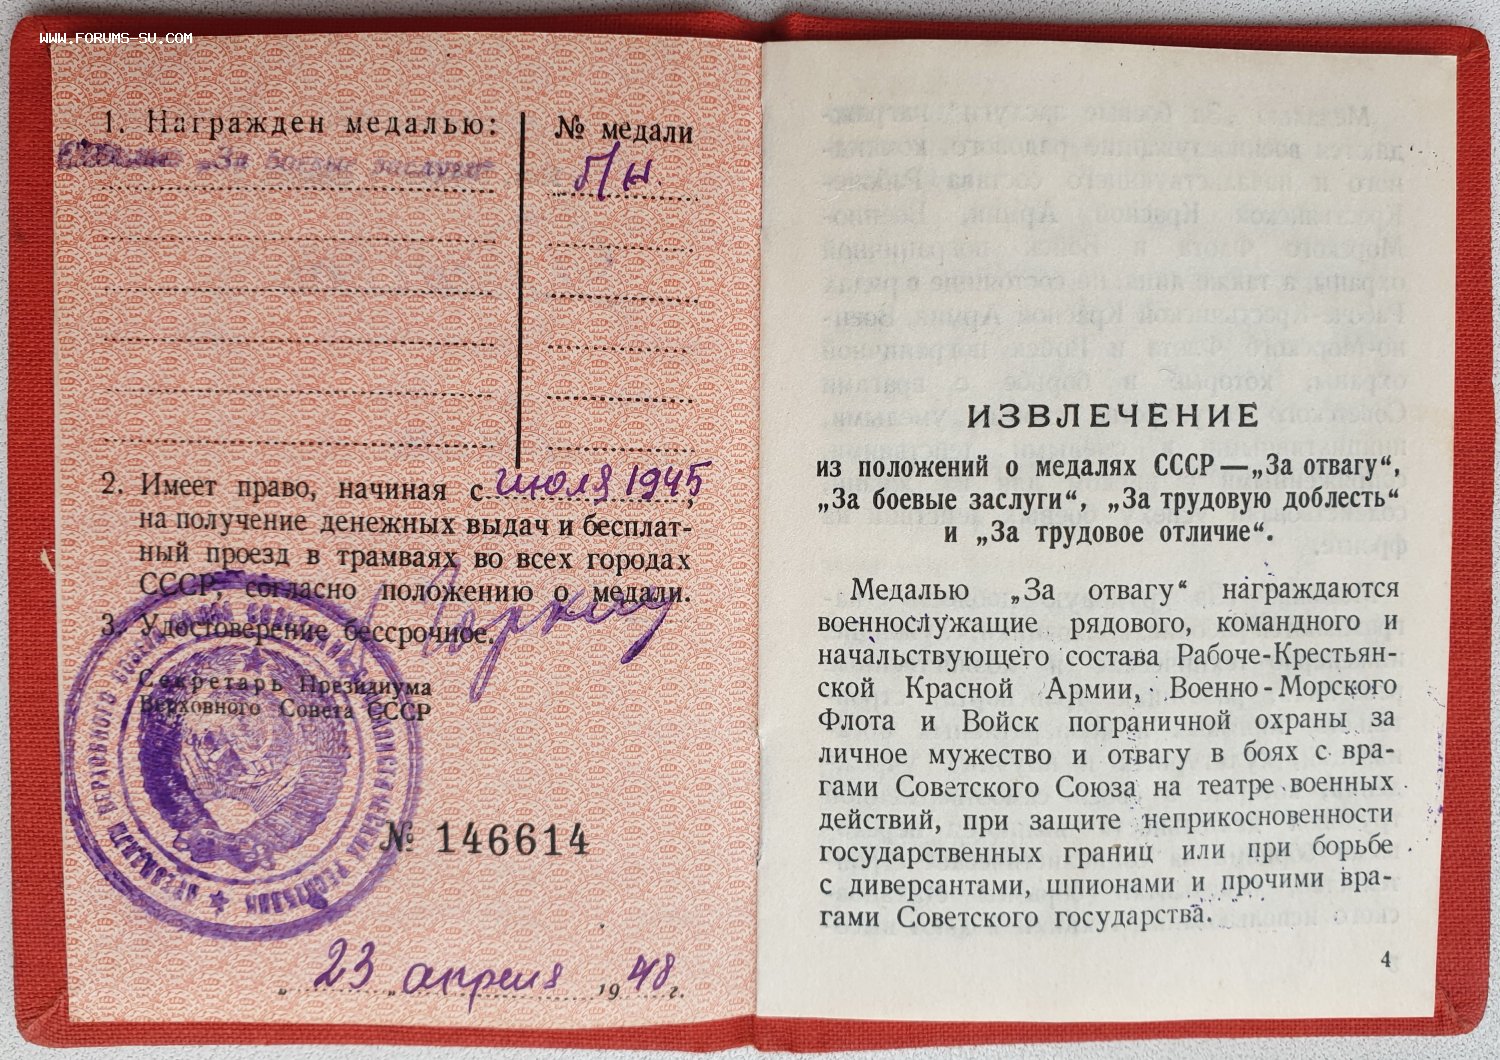 WWW.FORUMS-SU.COM
1. Награжден медалью:
№ медали
„За боевые заслуги“
б/н.
2. Имеет право, начиная с июля 1945,
на получение денежных выдач и бесплат-
ный проезд в трамваях во всех городах
СССР, согласно положению о медали.
3. Удостоверение бессрочное.
Секретарь Президиума
Верховного Совета СССР
№ 146614
„23„ апреля 1948 г.
ИЗВЛЕЧЕНИЕ
из положений о медалях СССР—„За отвагу“,
„За боевые заслуги“, „За трудовую доблесть“
и „За трудовое отличие“.
Медалью „За отвагу“ награждаются
военнослужащие рядового, командного и
начальствующего состава Рабоче-Крестьян-
ской Красной Армии, Военно-Морского
Флота и Войск пограничной охраны за
личное мужество и отвагу в боях с вра-
гами Советского Союза на театре военных
действий, при защите неприкосновенности
государственных границ или при борьбе
с диверсантами, шпионами и прочими вра-
гами Советского государства.
4